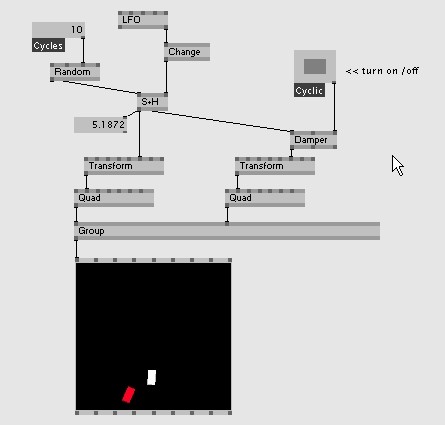 LFO
10
Cycles
Change
Random
<< turn on /off
Cyclic
S+H
5.1872
Damper
Transform
Transform
Quad
Quad
Group